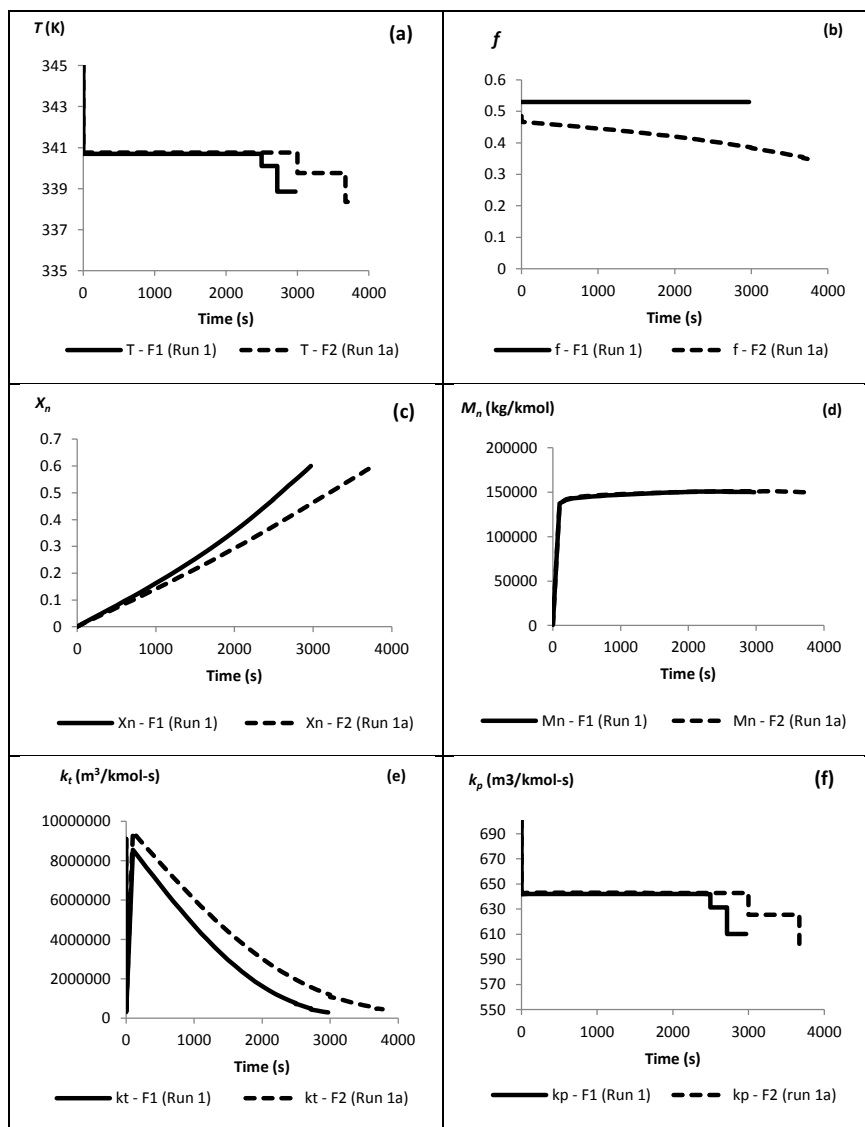 T (K)
(a)
345
343
341
339
337
335
0 1000 2000 3000 4000
Time (s)
T - F1 (Run 1) T - F2 (Run 1a)
f
(b)
0.6
0.5
0.4
0.3
0.2
0.1
0
0 1000 2000 3000 4000
Time (s)
f - F1 (Run 1) f - F2 (Run 1a)
Xn
(c)
0.7
0.6
0.5
0.4
0.3
0.2
0.1
0
0 1000 2000 3000 4000
Time (s)
Xn - F1 (Run 1) Xn - F2 (Run 1a)
Mn (kg/kmol)
(d)
200000
150000
100000
50000
0
0 1000 2000 3000 4000
Time (s)
Mn - F1 (Run 1) Mn - F2 (Run 1a)
kt (m³/kmol-s)
(e)
10000000
8000000
6000000
4000000
2000000
0
0 1000 2000 3000 4000
Time (s)
kt - F1 (Run 1) kt - F2 (Run 1a)
kp (m3/kmol-s)
(f)
690
670
650
630
610
590
570
550
0 1000 2000 3000 4000
Time (s)
kp - F1 (Run 1) kp - F2 (run 1a)